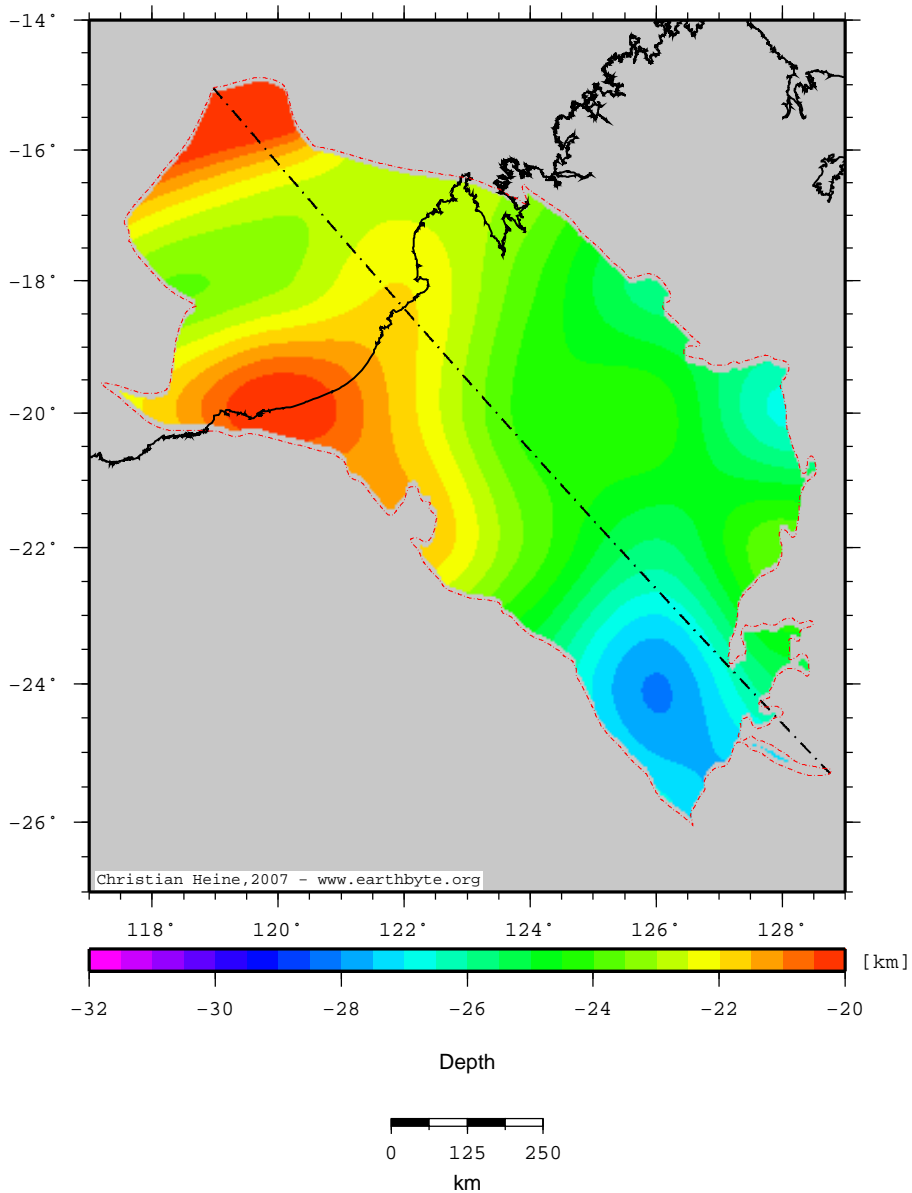 −14°
−16°
−18°
−20°
−22°
−24°
−26°
Christian Heine,2007 − www.earthbyte.org
118° 120° 122° 124° 126° 128°
[km]
−32 −30 −28 −26 −24 −22 −20
Depth
0 125 250
km